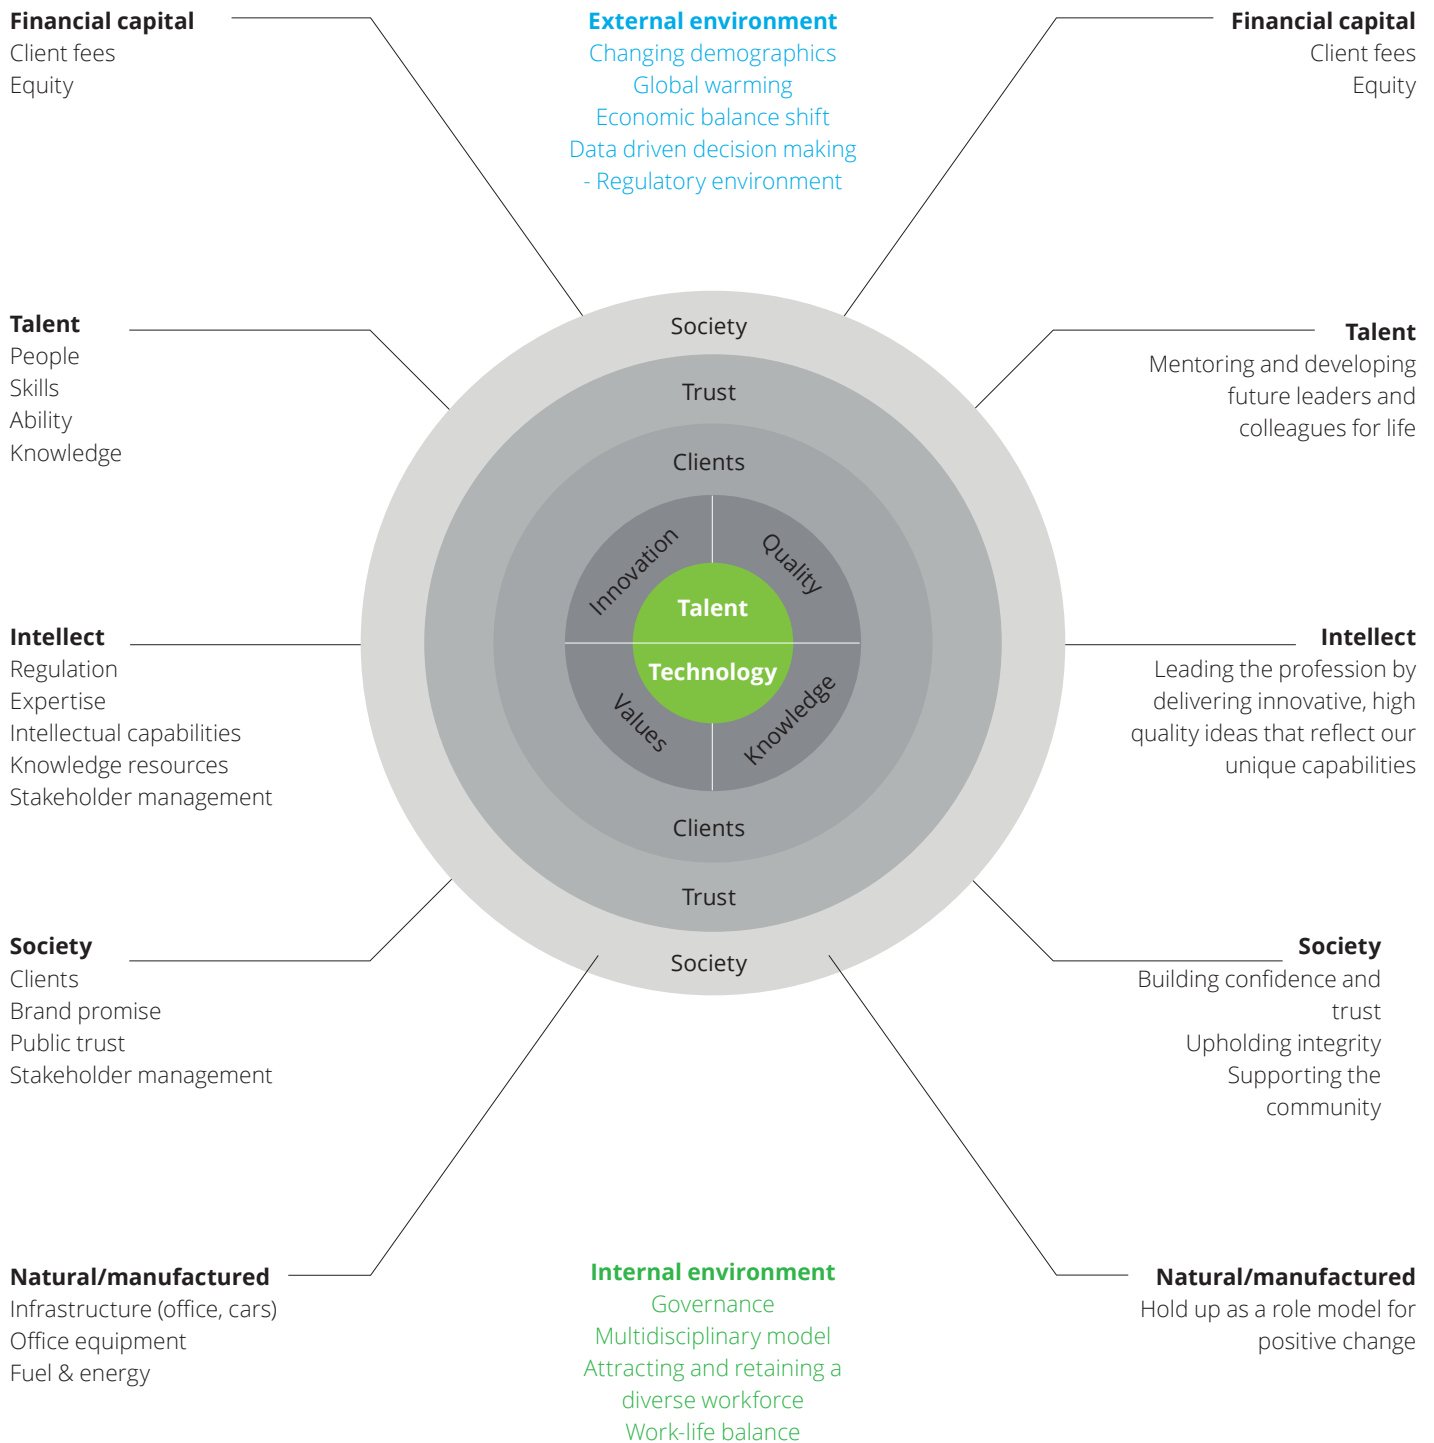 Financial capital
Client fees
Equity
External environment
Changing demographics
Global warming
Economic balance shift
Data driven decision making
- Regulatory environment
Financial capital
Client fees
Equity
Talent
People
Skills
Ability
Knowledge
Talent
Mentoring and developing
future leaders and
colleagues for life
Society
Trust
Clients
Innovation
Quality
Talent
Technology
Values
Knowledge
Clients
Trust
Society
Intellect
Regulation
Expertise
Intellectual capabilities
Knowledge resources
Stakeholder management
Intellect
Leading the profession by
delivering innovative, high
quality ideas that reflect our
unique capabilities
Society
Clients
Brand promise
Public trust
Stakeholder management
Society
Building confidence and
trust
Upholding integrity
Supporting the
community
Natural/manufactured
Infrastructure (office, cars)
Office equipment
Fuel & energy
Internal environment
Governance
Multidisciplinary model
Attracting and retaining a
diverse workforce
Work-life balance
Natural/manufactured
Hold up as a role model for
positive change